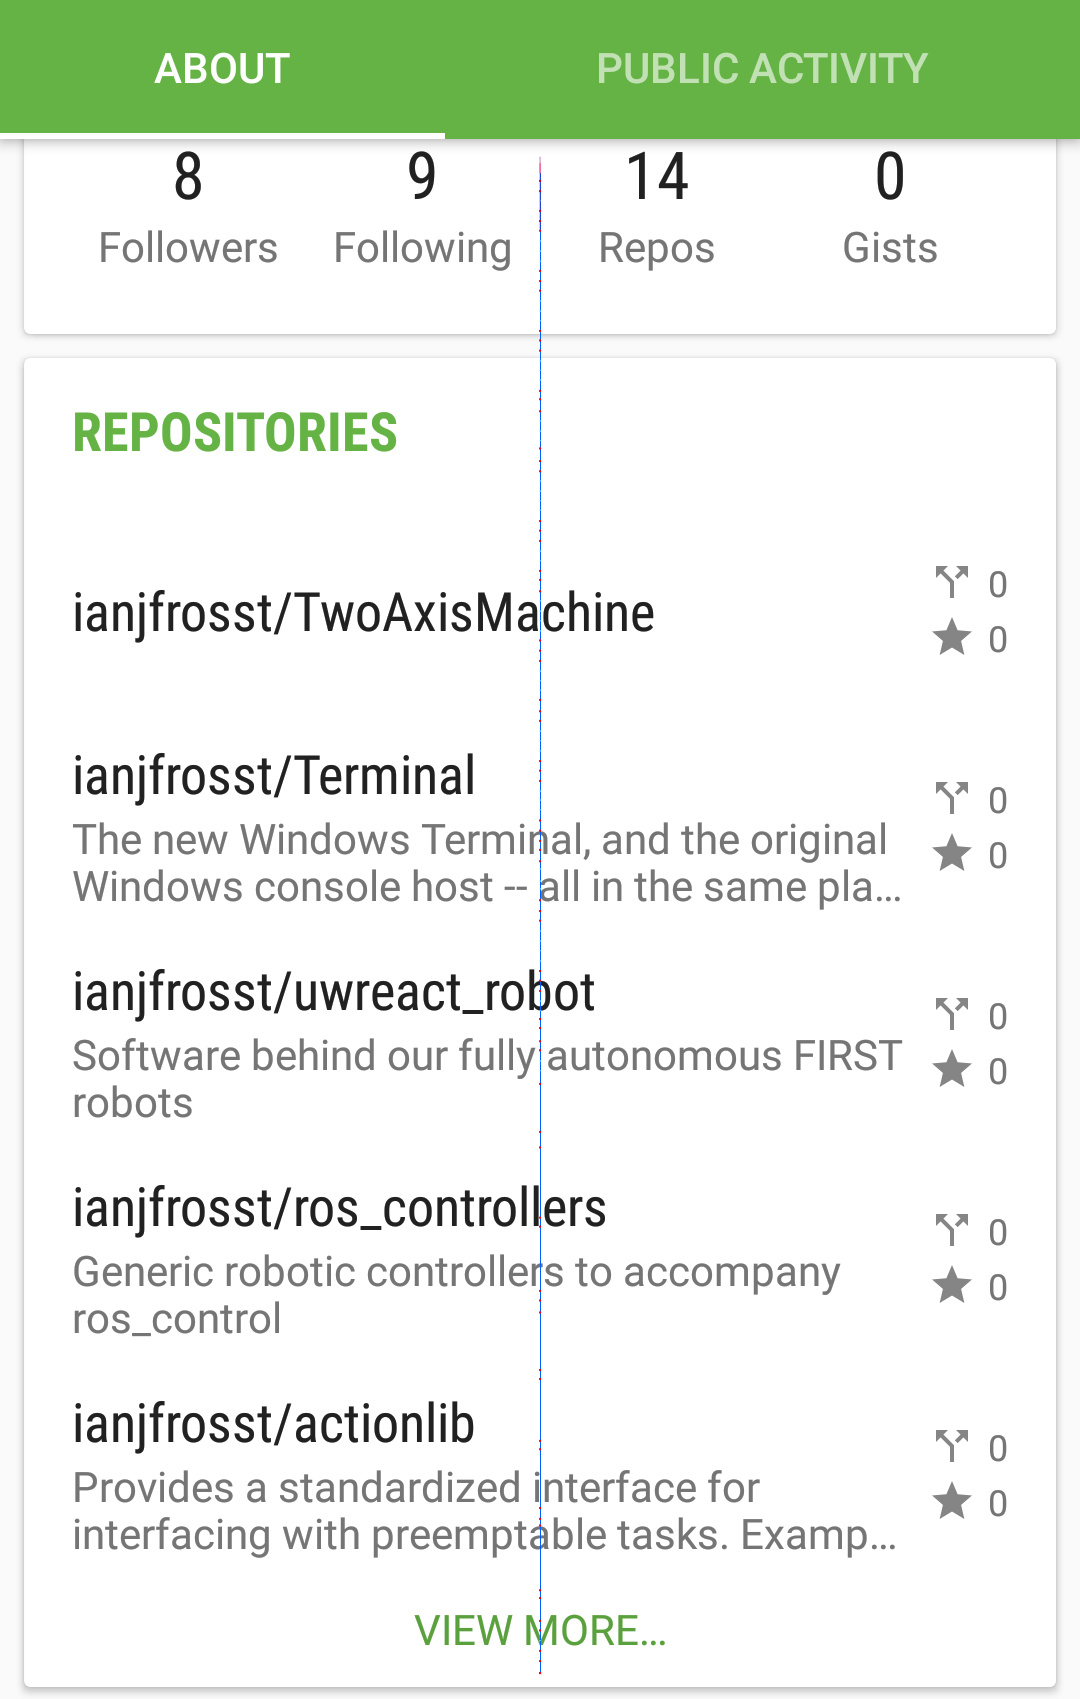 ABOUT PUBLIC ACTIVITY
8 9 14 0
Followers Following Repos Gists
REPOSITORIES
ianjfrosst/TwoAxisMachine
0
0
ianjfrosst/Terminal
The new Windows Terminal, and the original
Windows console host -- all in the same pla...
0
0
ianjfrosst/uwreact_robot
Software behind our fully autonomous FIRST
robots
0
0
ianjfrosst/ros_controllers
Generic robotic controllers to accompany
ros_control
0
0
ianjfrosst/actionlib
Provides a standardized interface for
interfacing with preemptable tasks. Examp...
0
0
VIEW MORE...